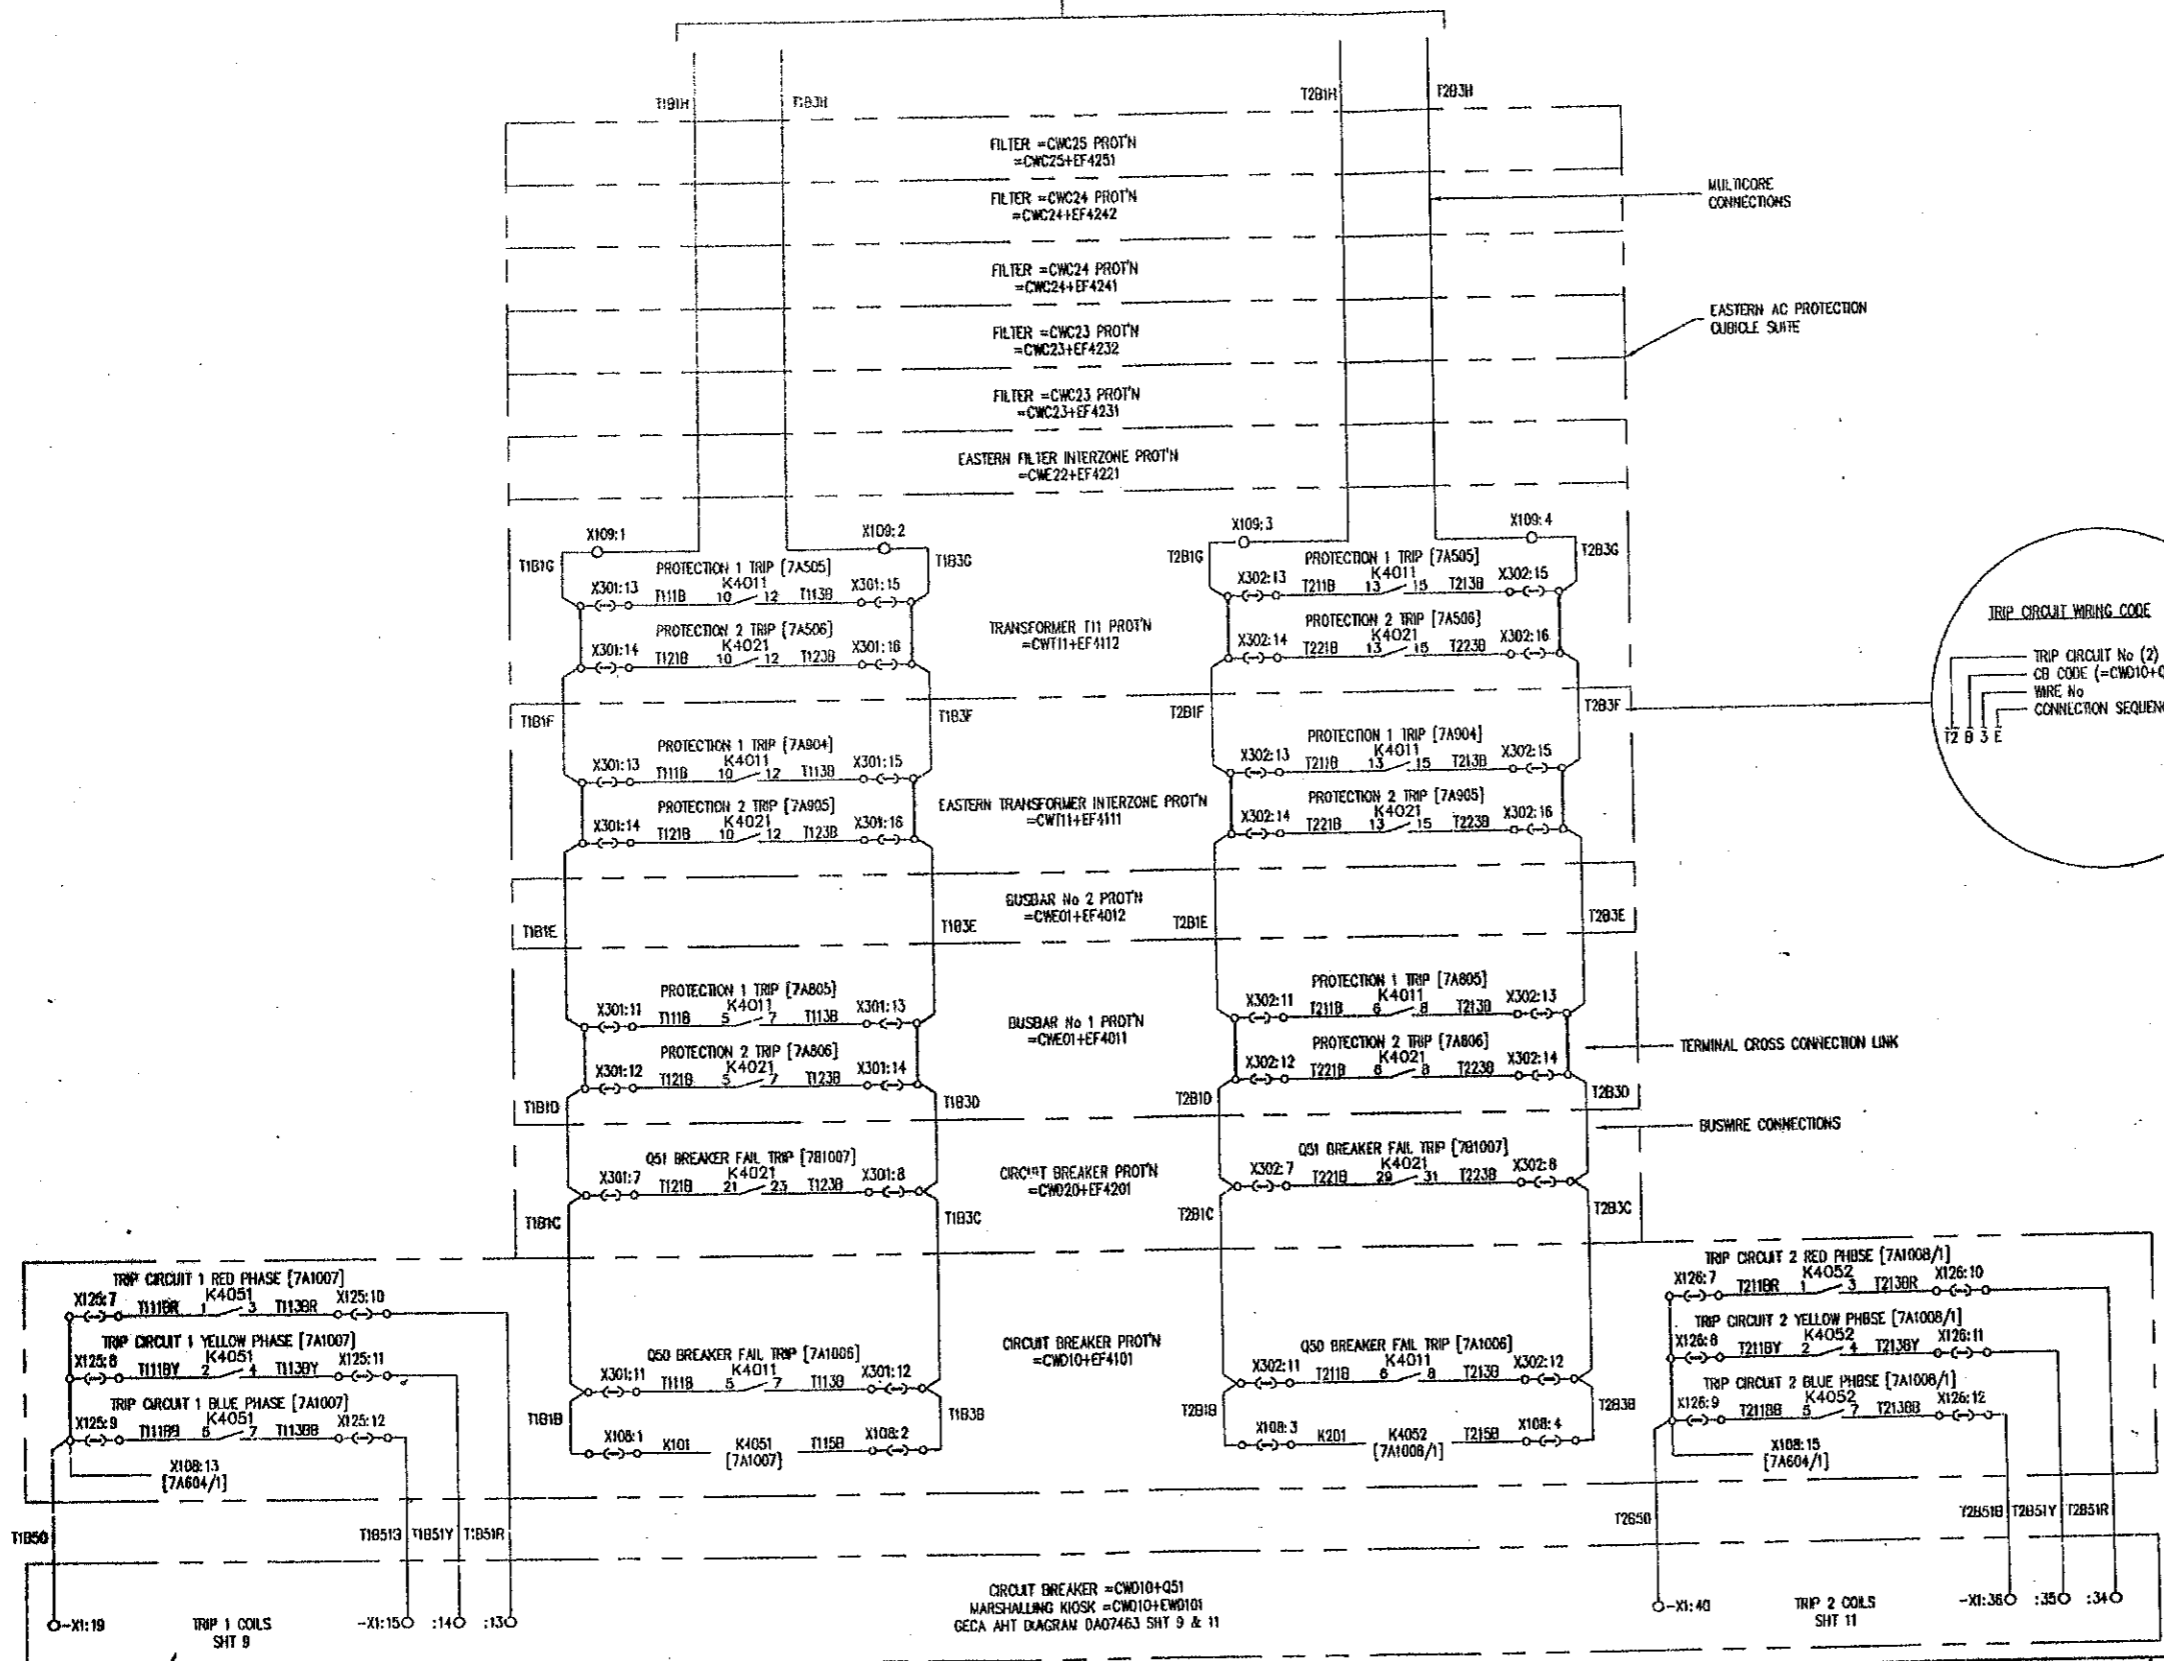 T1B1H T1B3H T2B1H T2B3H
FILTER =CWC25 PROT'N
=CWC25+EF4251
FILTER =CWC24 PROT'N
=CWC24+EF4242
MULTICORE
CONNECTIONS
FILTER =CWC24 PROT'N
=CWC24+EF4241
EASTERN AC PROTECTION
CUBICLE SUITE
FILTER =CWC23 PROT'N
=CWC23+EF4232
FILTER =CWC23 PROT'N
=CWC23+EF4231
EASTERN FILTER INTERZONE PROT'N
=CWE22+EF4221
X109:1 X109:2 X109:3 X109:4
T1B1G T1B3G T2B1G T2B3G
PROTECTION 1 TRIP [7A505] PROTECTION 1 TRIP [7A505]
X301:13 T111B 10 K4011 12 T113B X301:15 X302:13 T211B 13 K4011 15 T213B X302:15
TRANSFORMER T11 PROT'N
=CWT11+EF4112
PROTECTION 2 TRIP [7A506] PROTECTION 2 TRIP [7A506]
X301:14 T121B 10 K4021 12 T123B X301:16 X302:14 T221B 13 K4021 15 T223B X302:16
TRIP CIRCUIT WIRING CODE
TRIP CIRCUIT No (2)
CB CODE (=CWD10+Q
WIRE No
CONNECTION SEQUEN
T2 B 3 E
T1B1F T1B3F T2B1F T2B3F
PROTECTION 1 TRIP [7A904] PROTECTION 1 TRIP [7A904]
X301:13 T111B 10 K4011 12 T113B X301:15 X302:13 T211B 13 K4011 15 T213B X302:15
EASTERN TRANSFORMER INTERZONE PROT'N
=CWT11+EF4111
PROTECTION 2 TRIP [7A905] PROTECTION 2 TRIP [7A905]
X301:14 T121B 10 K4021 12 T123B X301:16 X302:14 T221B 13 K4021 15 T223B X302:16
BUSBAR No 2 PROT'N
=CWE01+EF4012
T1B1E T1B3E T2B1E T2B3E
PROTECTION 1 TRIP [7A805] PROTECTION 1 TRIP [7A805]
X301:11 T111B 5 K4011 7 T113B X301:13 X302:11 T211B 6 K4011 8 T213B X302:13
BUSBAR No 1 PROT'N
=CWE01+EF4011
TERMINAL CROSS CONNECTION LINK
PROTECTION 2 TRIP [7A806] PROTECTION 2 TRIP [7A806]
X301:12 T121B 5 K4021 7 T123B X301:14 X302:12 T221B 6 K4021 8 T223B X302:14
T1B1D T1B3D T2B1D T2B3D
BUSWIRE CONNECTIONS
Q51 BREAKER FAIL TRIP [7B1007] Q51 BREAKER FAIL TRIP [7B1007]
X301:7 T121B 21 K4021 23 T123B X301:8 X302:7 T221B 29 K4021 31 T223B X302:8
CIRCUIT BREAKER PROT'N
=CWD20+EF4201
T1B1C T1B3C T2B1C T2B3C
TRIP CIRCUIT 1 RED PHASE [7A1007] TRIP CIRCUIT 2 RED PHBSE [7A1008/1]
X125:7 T111BR 1 K4051 3 T113BR X125:10 X126:7 T211BR 1 K4052 3 T213BR X126:10
TRIP CIRCUIT 1 YELLOW PHASE [7A1007] TRIP CIRCUIT 2 YELLOW PHBSE [7A1008/1]
X125:8 T111BY 2 K4051 4 T113BY X125:11 X126:8 T211BY 2 K4052 4 T213BY X126:11
CIRCUIT BREAKER PROT'N
=CWD10+EF4101
Q50 BREAKER FAIL TRIP [7A1006] Q50 BREAKER FAIL TRIP [7A1006]
X301:11 T111B 5 K4011 7 T113B X301:12 X302:11 T211B 6 K4011 8 T213B X302:12
TRIP CIRCUIT 1 BLUE PHASE [7A1007] TRIP CIRCUIT 2 BLUE PHBSE [7A1008/1]
X125:9 T111BB 5 K4051 7 T113BB X125:12 X126:9 T211BB 5 K4052 7 T213BB X126:12
T1B1B T1B3B T2B1B T2B3B
X108:1 K101 K4051 T115B X108:2 X108:3 K201 K4052 T215B X108:4
[7A1007] [7A1008/1]
X108:13 X108:15
[7A604/1] [7A604/1]
T1B50 T1B51B T1B51Y T1B51R T2B50 T2B51B T2B51Y T2B51R
CIRCUIT BREAKER =CWD10+Q51
MARSHALLING KIOSK =CWD10+EWD101
GECA AHT DIAGRAM DA07463 SHT 9 & 11
-X1:19 TRIP 1 COILS -X1:15 :14 :13 -X1:40 TRIP 2 COILS -X1:36 :35 :34
SHT 9 SHT 11